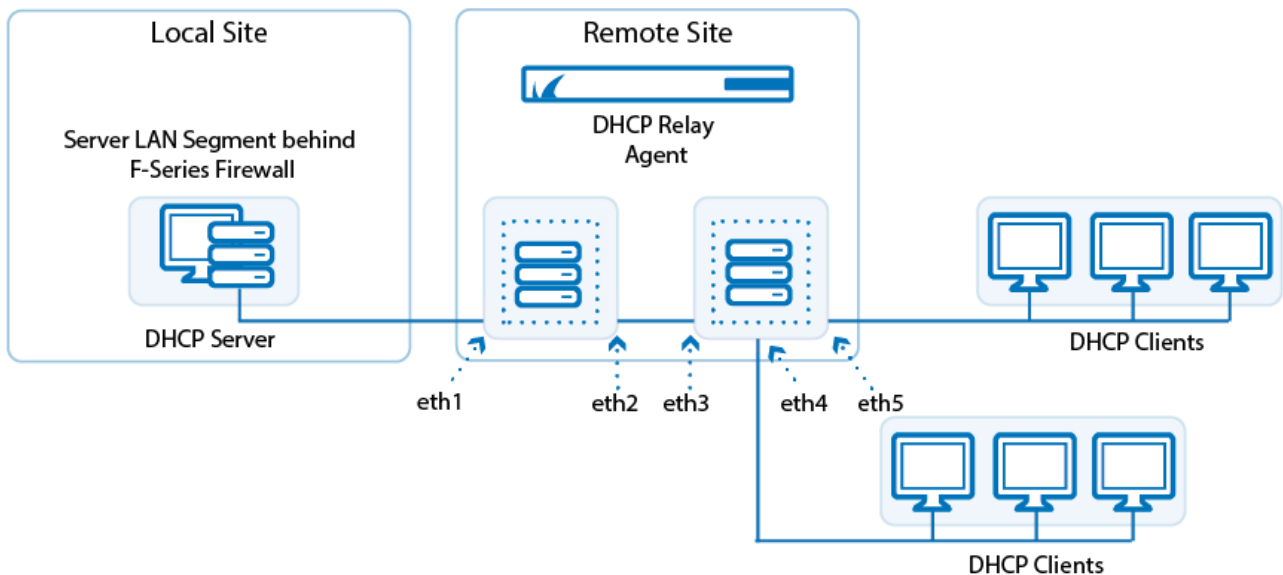 Local Site
Remote Site
DHCP Relay
Agent
Server LAN Segment behind
F-Series Firewall
DHCP Server
DHCP Clients
eth1
eth2
eth3
eth4
eth5
DHCP Clients